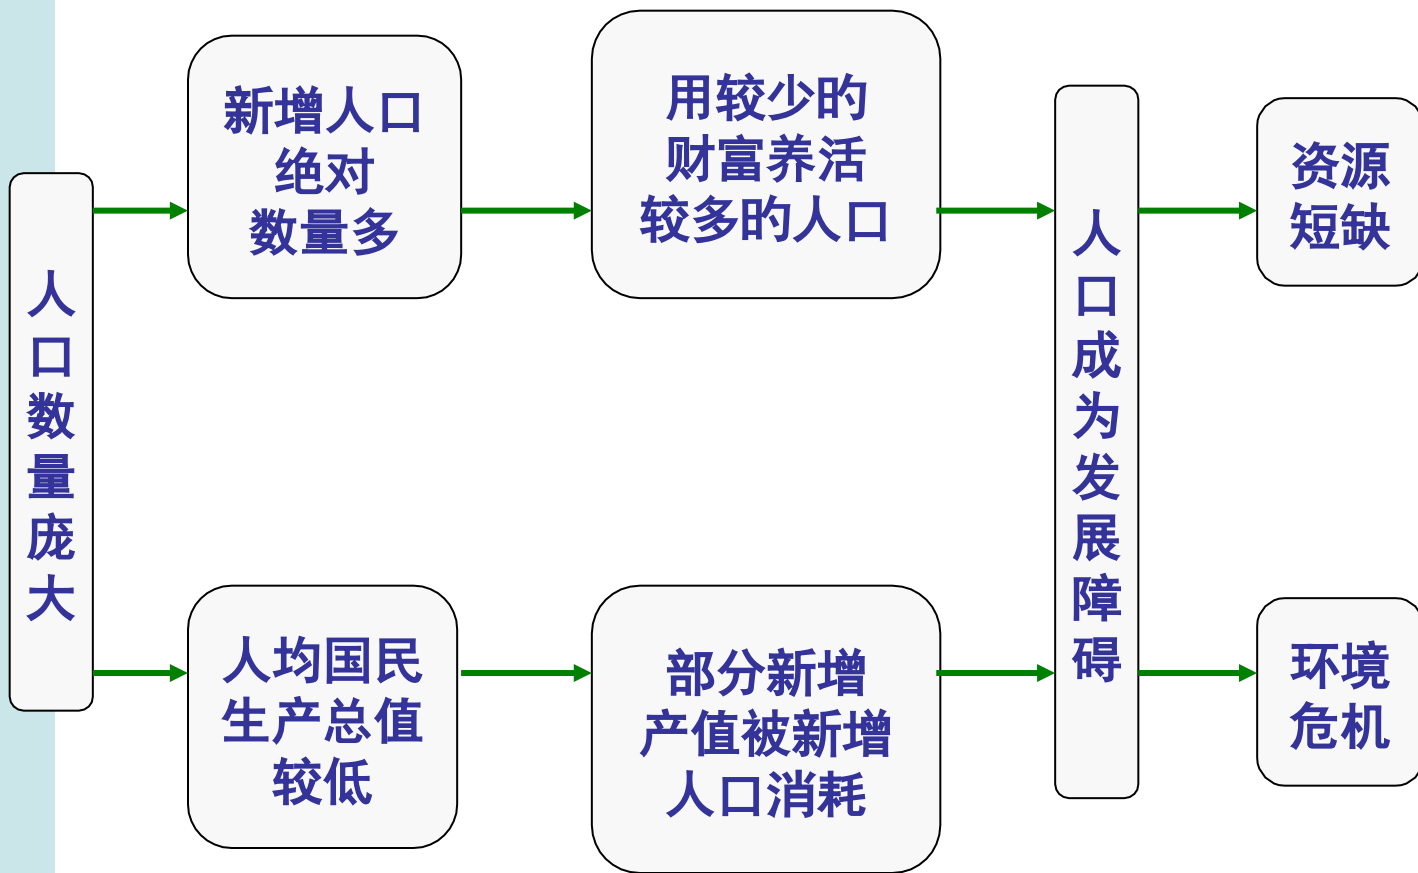 人口数量庞大
新增人口
绝对
数量多
用较少旳
财富养活
较多旳人口
人均国民
生产总值
较低
部分新增
产值被新增
人口消耗
人口成为发展障碍
资源
短缺
环境
危机